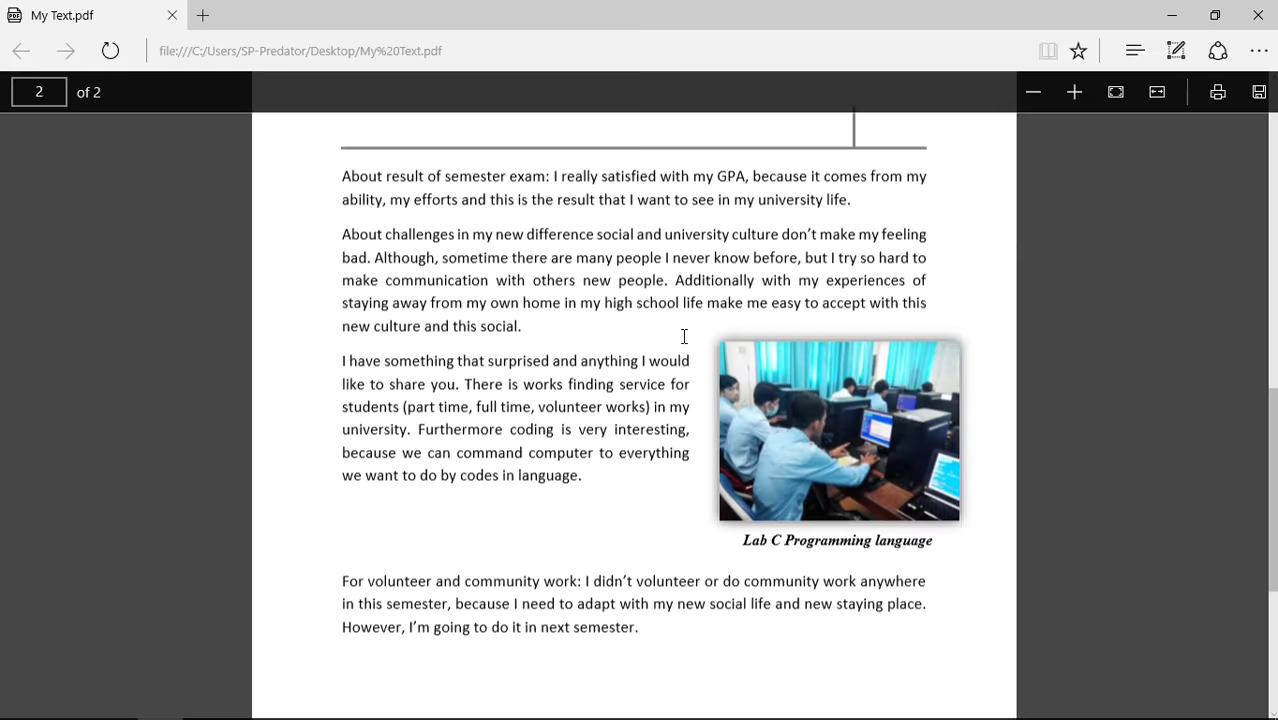 My Text.pdf
file:///C:/Users/SP-Predator/Desktop/My%20Text.pdf
2 of 2
About result of semester exam: I really satisfied with my GPA, because it comes from my
ability, my efforts and this is the result that I want to see in my university life.
About challenges in my new difference social and university culture don't make my feeling
bad. Although, sometime there are many people I never know before, but I try so hard to
make communication with others new people. Additionally with my experiences of
staying away from my own home in my high school life make me easy to accept with this
new culture and this social.
I have something that surprised and anything I would
like to share you. There is works finding service for
students (part time, full time, volunteer works) in my
university. Furthermore coding is very interesting,
because we can command computer to everything
we want to do by codes in language.
Lab C Programming language
For volunteer and community work: I didn't volunteer or do community work anywhere
in this semester, because I need to adapt with my new social life and new staying place.
However, I'm going to do it in next semester.